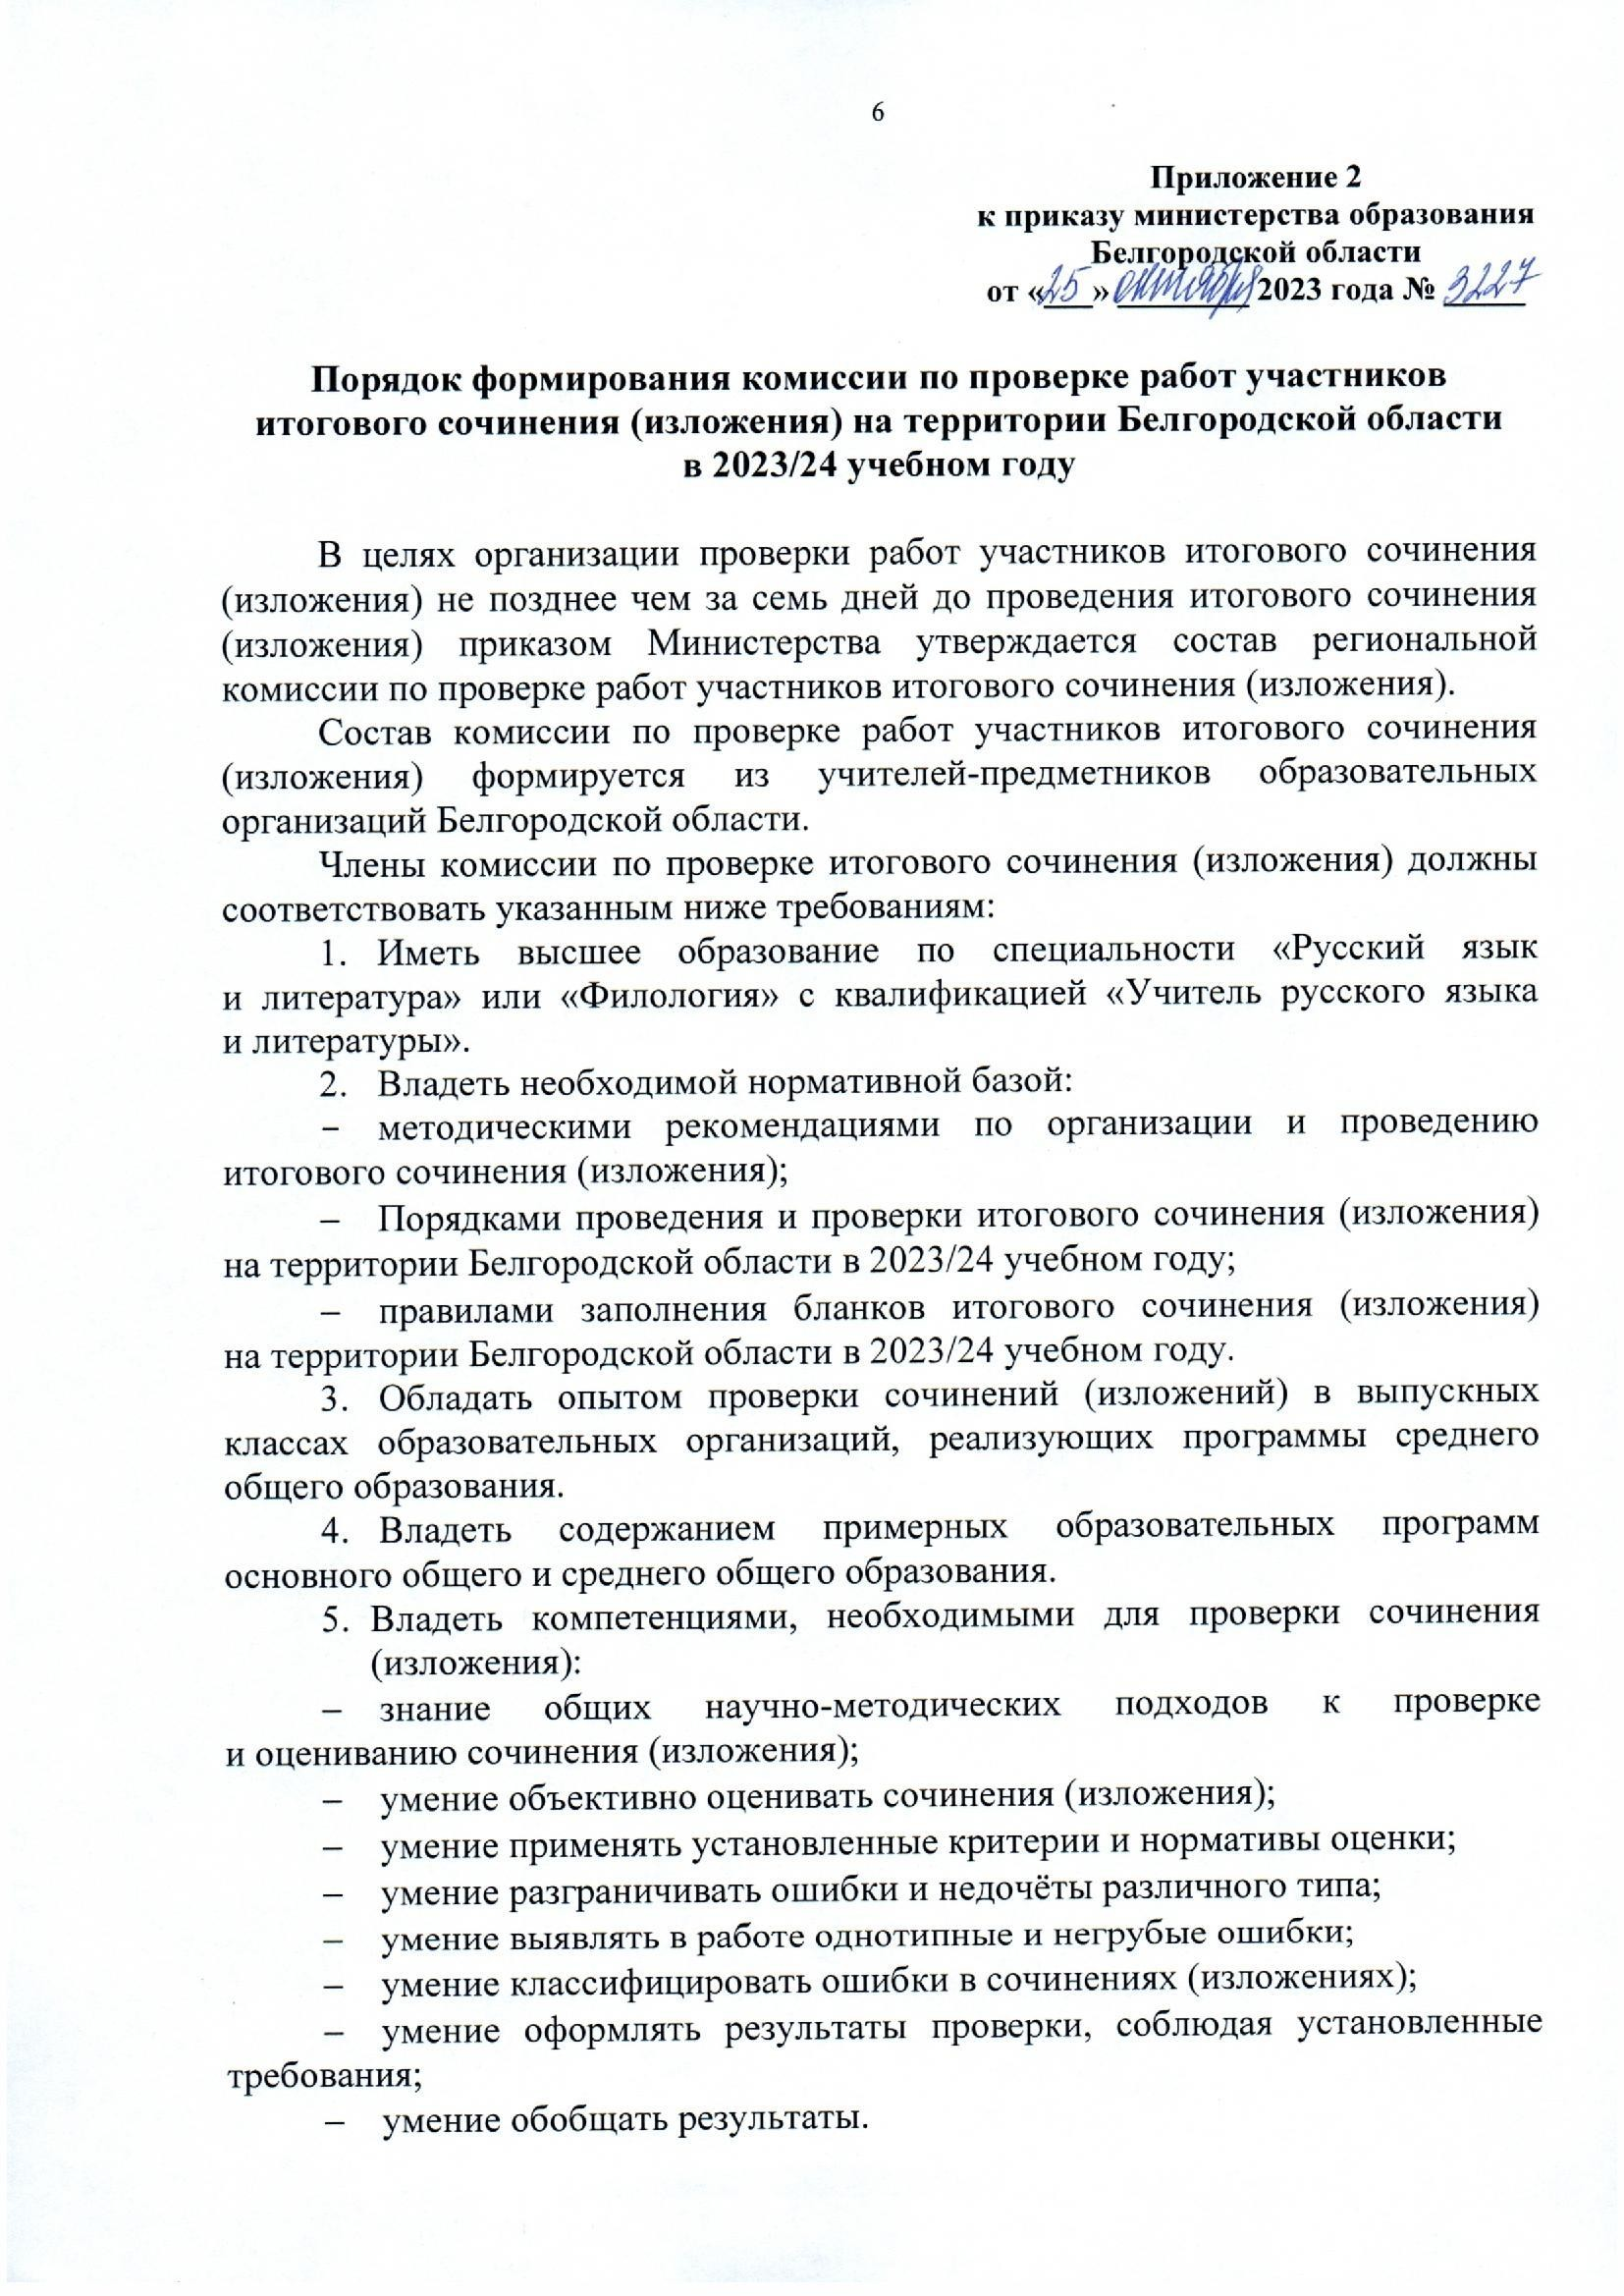 6
Приложение 2
к приказу министерства образования
Белгородской области
от «25» октября 2023 года № 3227
Порядок формирования комиссии по проверке работ участников
итогового сочинения (изложения) на территории Белгородской области
в 2023/24 учебном году
В целях организации проверки работ участников итогового сочинения
(изложения) не позднее чем за семь дней до проведения итогового сочинения
(изложения) приказом Министерства утверждается состав региональной
комиссии по проверке работ участников итогового сочинения (изложения).
Состав комиссии по проверке работ участников итогового сочинения
(изложения) формируется из учителей-предметников образовательных
организаций Белгородской области.
Члены комиссии по проверке итогового сочинения (изложения) должны
соответствовать указанным ниже требованиям:
1. Иметь высшее образование по специальности «Русский язык
и литература» или «Филология» с квалификацией «Учитель русского языка
и литературы».
2. Владеть необходимой нормативной базой:
− методическими рекомендациями по организации и проведению
итогового сочинения (изложения);
− Порядками проведения и проверки итогового сочинения (изложения)
на территории Белгородской области в 2023/24 учебном году;
− правилами заполнения бланков итогового сочинения (изложения)
на территории Белгородской области в 2023/24 учебном году.
3. Обладать опытом проверки сочинений (изложений) в выпускных
классах образовательных организаций, реализующих программы среднего
общего образования.
4. Владеть содержанием примерных образовательных программ
основного общего и среднего общего образования.
5. Владеть компетенциями, необходимыми для проверки сочинения
(изложения):
− знание общих научно-методических подходов к проверке
и оцениванию сочинения (изложения);
− умение объективно оценивать сочинения (изложения);
− умение применять установленные критерии и нормативы оценки;
− умение разграничивать ошибки и недочёты различного типа;
− умение выявлять в работе однотипные и негрубые ошибки;
− умение классифицировать ошибки в сочинениях (изложениях);
− умение оформлять результаты проверки, соблюдая установленные
требования;
− умение обобщать результаты.